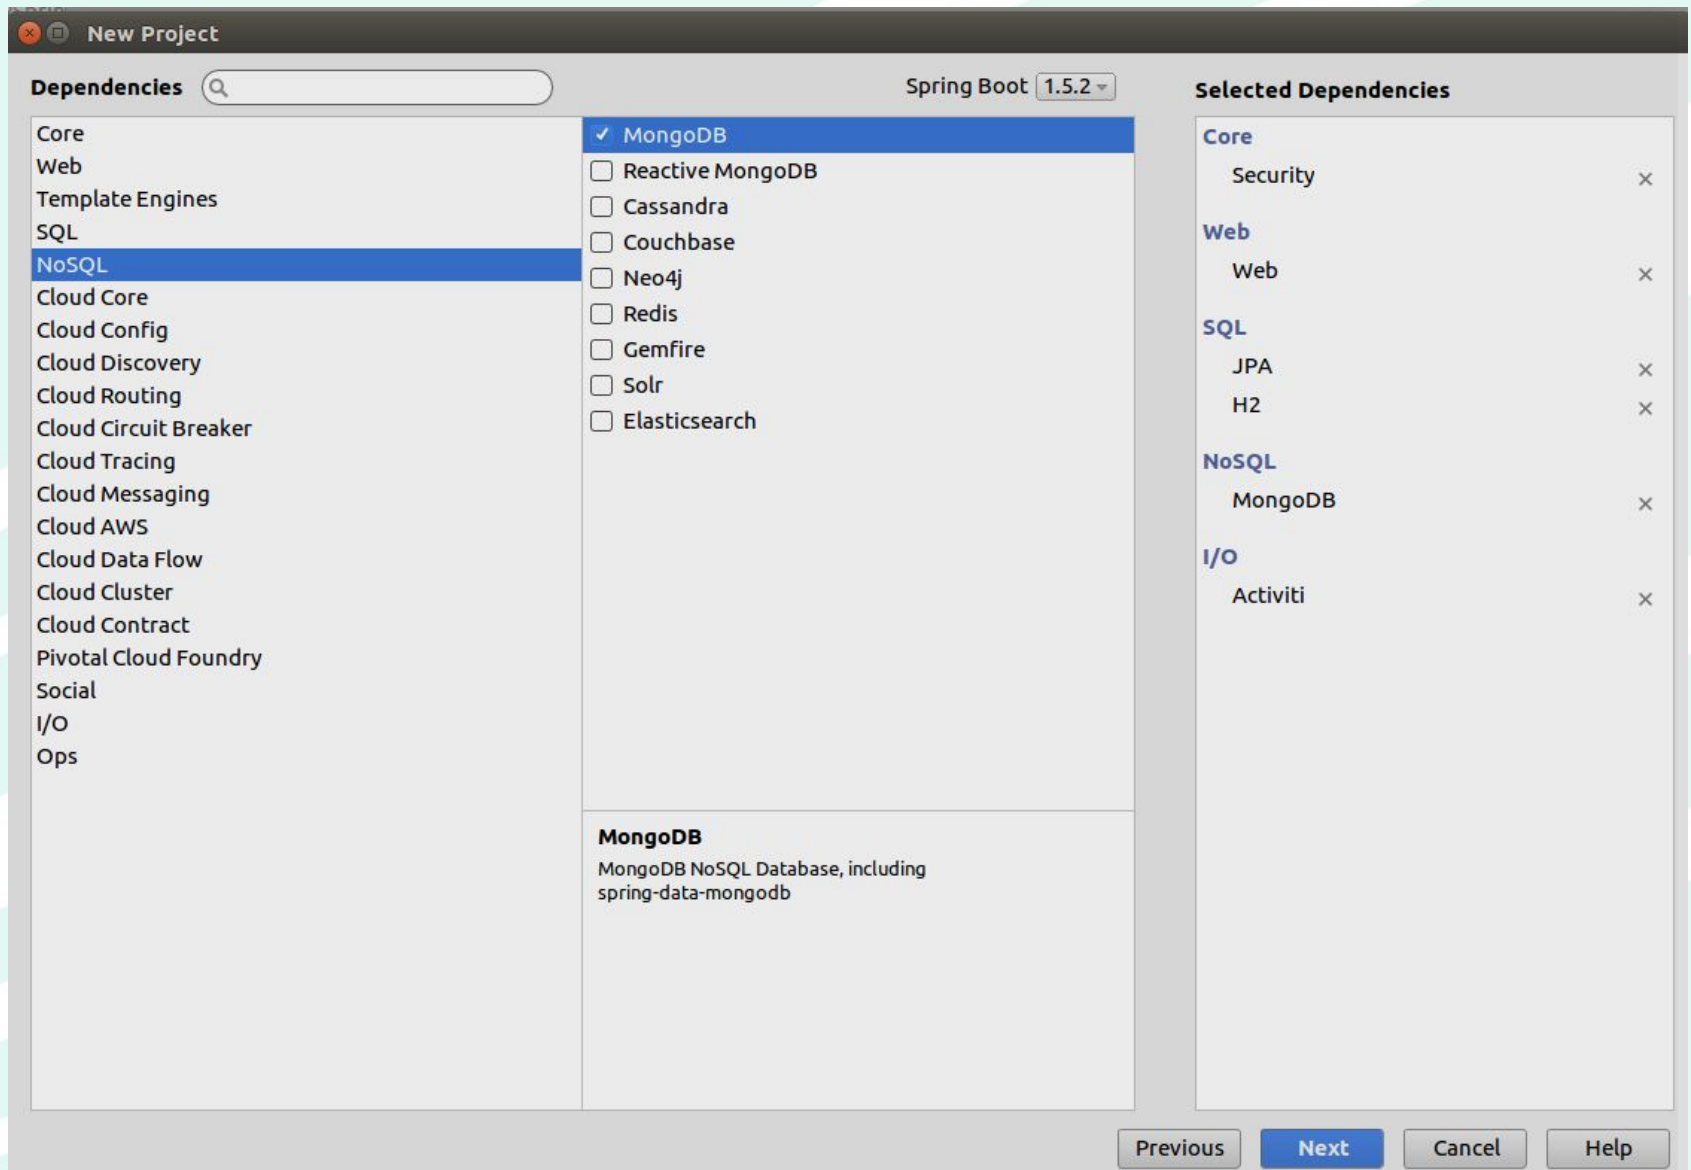 New Project
Dependencies
Spring Boot 1.5.2
Selected Dependencies
Core
Web
Template Engines
SQL
NoSQL
Cloud Core
Cloud Config
Cloud Discovery
Cloud Routing
Cloud Circuit Breaker
Cloud Tracing
Cloud Messaging
Cloud AWS
Cloud Data Flow
Cloud Cluster
Cloud Contract
Pivotal Cloud Foundry
Social
I/O
Ops
MongoDB
Reactive MongoDB
Cassandra
Couchbase
Neo4j
Redis
Gemfire
Solr
Elasticsearch
MongoDB
MongoDB NoSQL Database, including
spring-data-mongodb
Core
Security
Web
Web
SQL
JPA
H2
NoSQL
MongoDB
I/O
Activiti
Previous
Next
Cancel
Help